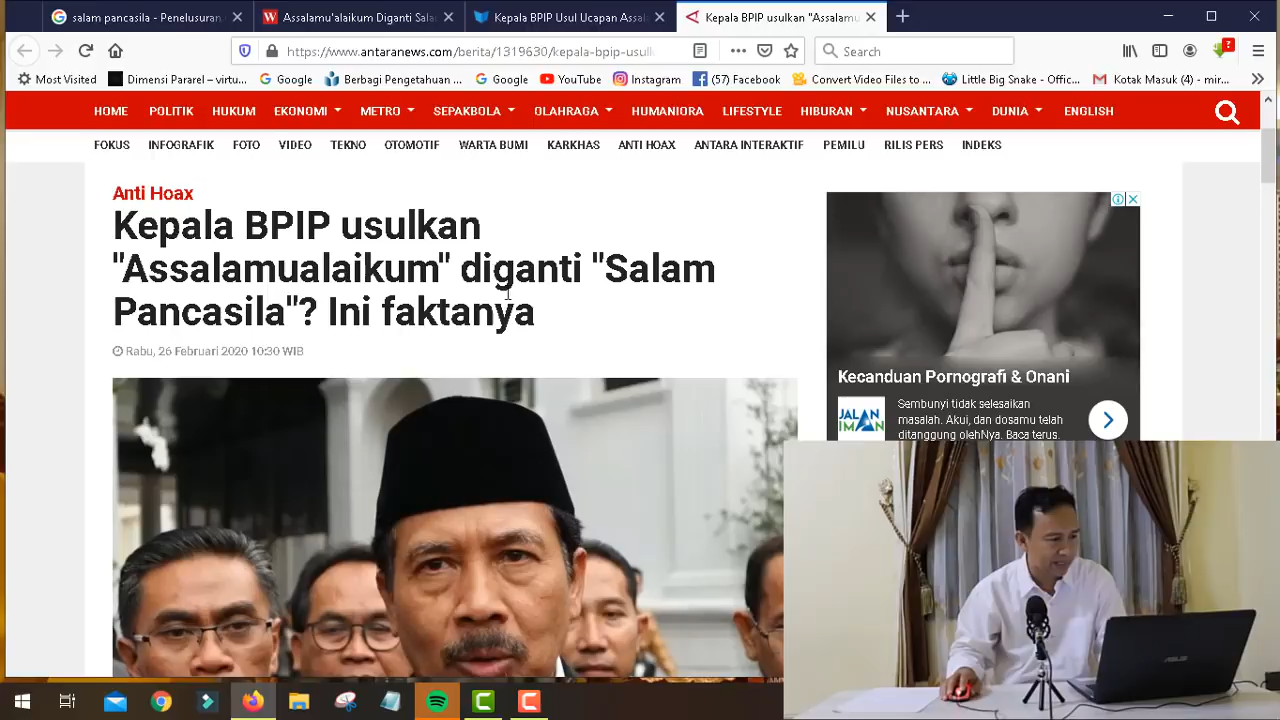 salam pancasila - Penelusuran
Assalamu'alaikum Diganti Sala
Kepala BPIP Usul Ucapan Assal
Kepala BPIP usulkan "Assalamu
https://www.antaranews.com/berita/1319630/kepala-bpip-usul
Search
Most Visited
Dimensi Pararel – virtu...
Google
Berbagi Pengetahuan ...
Google
YouTube
Instagram
(57) Facebook
Convert Video Files to ...
Little Big Snake - Offic...
Kotak Masuk (4) - mir...
HOME POLITIK HUKUM EKONOMI METRO SEPAKBOLA OLAHRAGA HUMANIORA LIFESTYLE HIBURAN NUSANTARA DUNIA ENGLISH
FOKUS INFOGRAFIK FOTO VIDEO TEKNO OTOMOTIF WARTA BUMI KARKHAS ANTI HOAX ANTARA INTERAKTIF PEMILU RILIS PERS INDEKS
Anti Hoax
Kepala BPIP usulkan
"Assalamualaikum" diganti "Salam
Pancasila"? Ini faktanya
Rabu, 26 Februari 2020 10:30 WIB
Kecanduan Pornografi & Onani
JALAN
IMAN
Sembunyi tidak selesaikan
masalah. Akui, dan dosamu telah
ditanggung olehNya. Baca terus.
ASUS